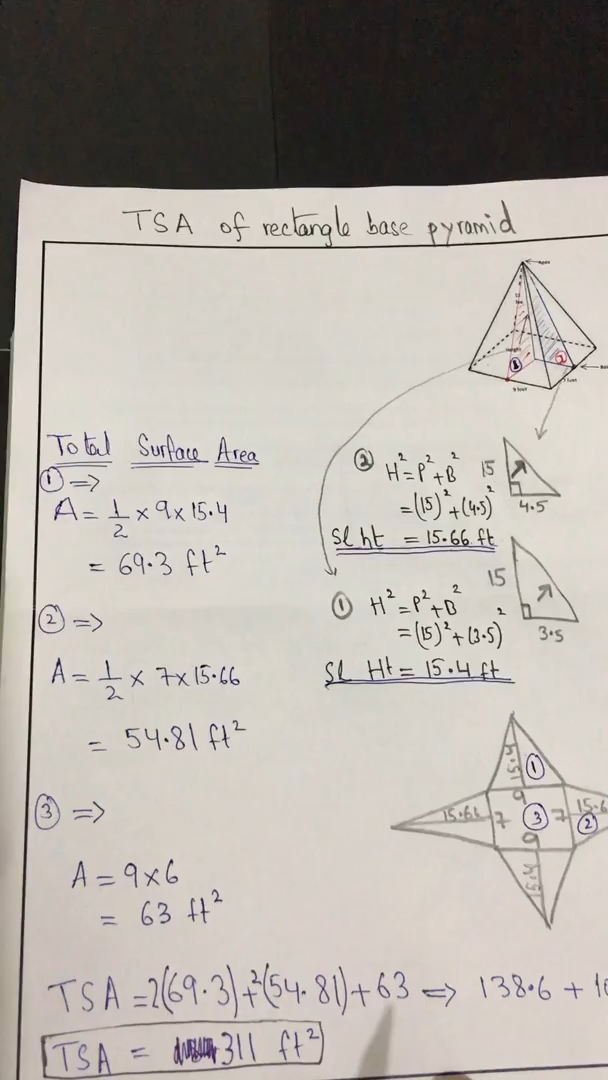 TSA of rectangle base pyramid
Total Surface Area
① ⇒
A = 1/2 × 9 × 15.4
= 69.3 ft²
② ⇒
A = 1/2 × 7 × 15.66
= 54.81 ft²
③ ⇒
A = 9 × 6
= 63 ft²
② H² = P² + B²
= (15)² + (4.5)²
Sl ht = 15.66 ft
15
4.5
① H² = P² + B²
= (15)² + (3.5)²
Sl Ht = 15.4 ft
15
3.5
15.4 ①
9
15.66 7 ③ 7 15.6
②
9
15.4
TSA = 2(69.3) + 2(54.81) + 63 ⇒ 138.6 + 10
TSA = 311 ft²